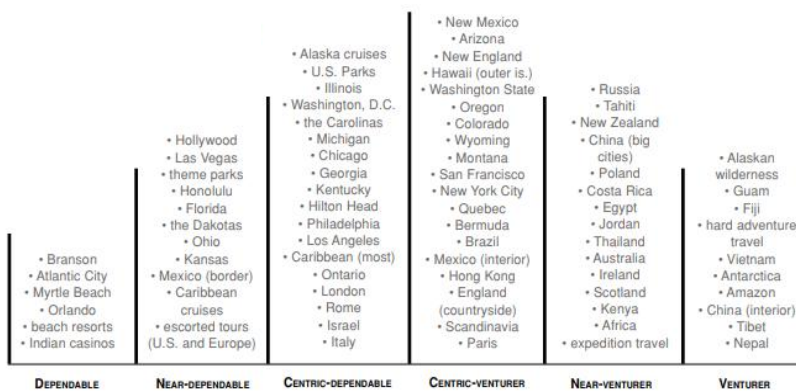 • Branson
• Atlantic City
• Myrtle Beach
• Orlando
• beach resorts
• Indian casinos
DEPENDABLE
• Hollywood
• Las Vegas
• theme parks
• Honolulu
• Florida
• the Dakotas
• Ohio
• Kansas
• Mexico (border)
• Caribbean
cruises
• escorted tours
(U.S. and Europe)
NEAR-DEPENDABLE
• Alaska cruises
• U.S. Parks
• Illinois
• Washington, D.C.
• the Carolinas
• Michigan
• Chicago
• Georgia
• Kentucky
• Hilton Head
• Philadelphia
• Los Angeles
• Caribbean (most)
• Ontario
• London
• Rome
• Israel
• Italy
CENTRIC-DEPENDABLE
• New Mexico
• Arizona
• New England
• Hawaii (outer is.)
• Washington State
• Oregon
• Colorado
• Wyoming
• Montana
• San Francisco
• New York City
• Quebec
• Bermuda
• Brazil
• Mexico (interior)
• Hong Kong
• England
(countryside)
• Scandinavia
• Paris
CENTRIC-VENTURER
• Russia
• Tahiti
• New Zealand
• China (big
cities)
• Poland
• Costa Rica
• Egypt
• Jordan
• Thailand
• Australia
• Ireland
• Scotland
• Kenya
• Africa
• expedition travel
NEAR-VENTURER
• Alaskan
wilderness
• Guam
• Fiji
• hard adventure
travel
• Vietnam
• Antarctica
• Amazon
• China (interior)
• Tibet
• Nepal
VENTURER